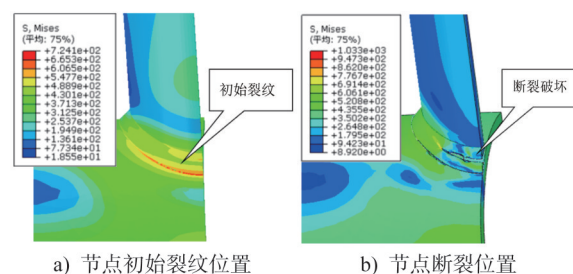 S, Mises
(平均: 75%)
+7.241e+02
+6.653e+02
+6.065e+02
+5.477e+02
+4.889e+02
+4.301e+02
+3.713e+02
+3.125e+02
+2.537e+02
+1.949e+02
+1.361e+02
+7.734e+01
+1.855e+01
初始裂纹
a) 节点初始裂纹位置
S, Mises
(平均: 75%)
+1.033e+03
+9.473e+02
+8.620e+02
+7.767e+02
+6.914e+02
+6.061e+02
+5.208e+02
+4.355e+02
+3.502e+02
+2.648e+02
+1.795e+02
+9.423e+01
+8.920e+00
断裂破坏
b) 节点断裂位置